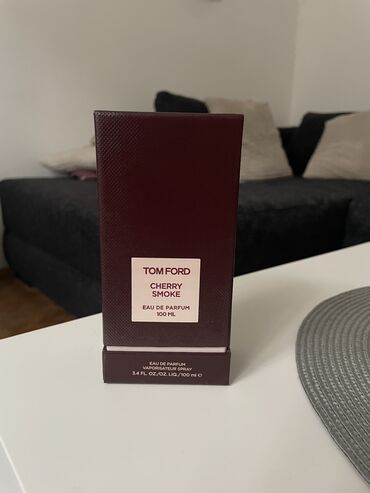 TOM FORD
CHERRY
SMOKE
EAU DE PARFUM
100 ML
EAU DE PARFUM
VAPORISATEUR SPRAY
3.4 FL. OZ./OZ. LIQ./100 ml ℮